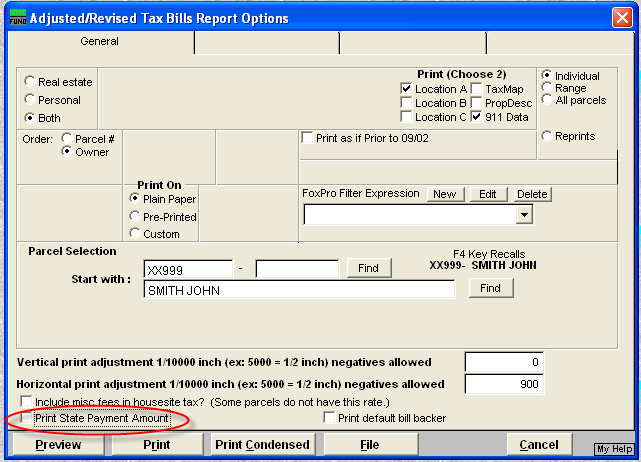 FUND
Adjusted/Revised Tax Bills Report Options
General
Real estate
Personal
Both
Print (Choose 2)
Location A TaxMap
Location B PropDesc
Location C 911 Data
Individual
Range
All parcels
Reprints
Order: Parcel #
Owner
Print as if Prior to 09/02
Print On
Plain Paper
Pre-Printed
Custom
FoxPro Filter Expression New Edit Delete
Parcel Selection
Start with :
XX999 - Find
SMITH JOHN Find
F4 Key Recalls
XX999- SMITH JOHN
Vertical print adjustment 1/10000 inch (ex: 5000 = 1/2 inch) negatives allowed 0
Horizontal print adjustment 1/10000 inch (ex: 5000 = 1/2 inch) negatives allowed 900
Include misc fees in housesite tax? (Some parcels do not have this rate.)
Print State Payment Amount Print default bill backer
Preview Print Print Condensed File Cancel My Help